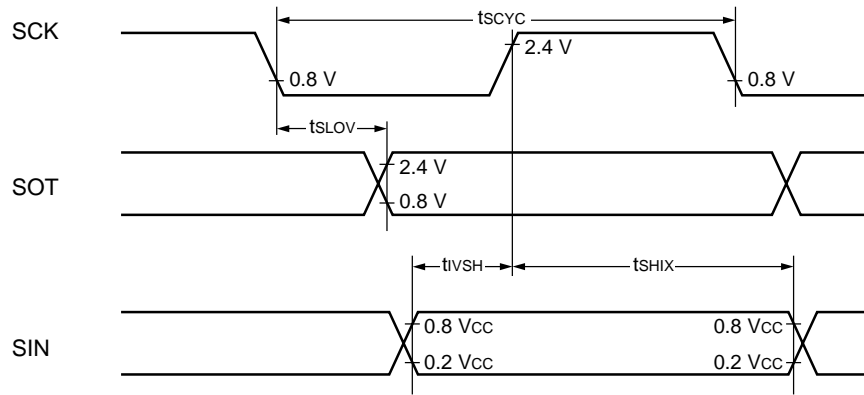 SCK
tSCYC
2.4 V
0.8 V
0.8 V
tSLOV
SOT
2.4 V
0.8 V
tIVSH
tSHIX
SIN
0.8 VCC
0.8 VCC
0.2 VCC
0.2 VCC